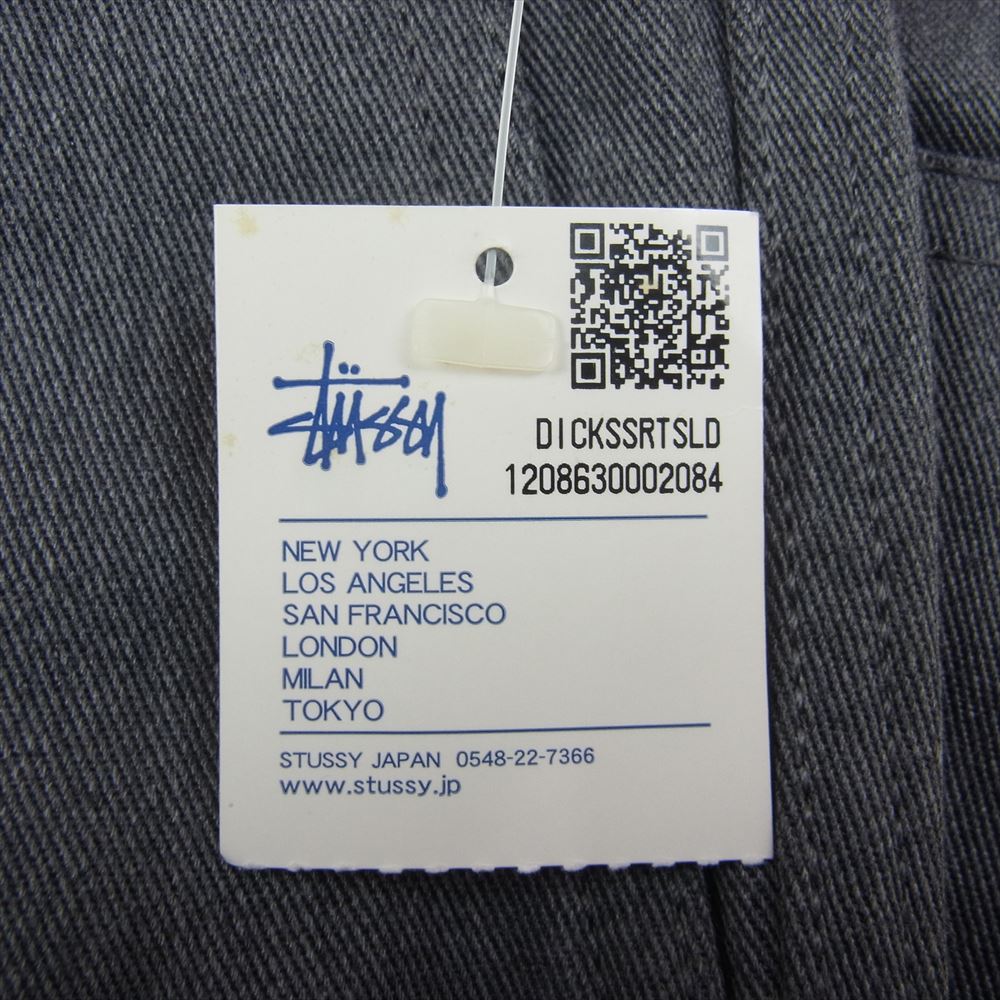 Stüssy
DICKSSRTSLD
1208630002084
NEW YORK
LOS ANGELES
SAN FRANCISCO
LONDON
MILAN
TOKYO
STUSSY JAPAN 0548-22-7366
www.stussy.jp